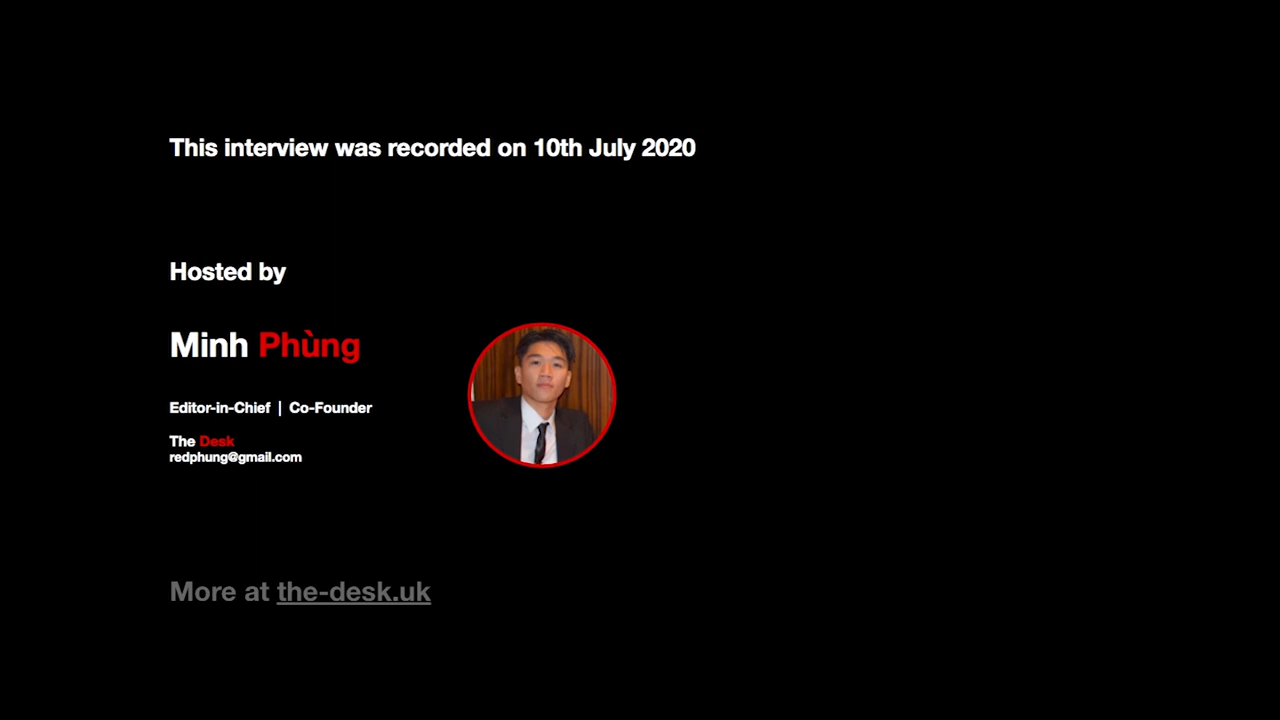 This interview was recorded on 10th July 2020
Hosted by
Minh Phùng
Editor-in-Chief | Co-Founder
The Desk
redphung@gmail.com
More at the-desk.uk